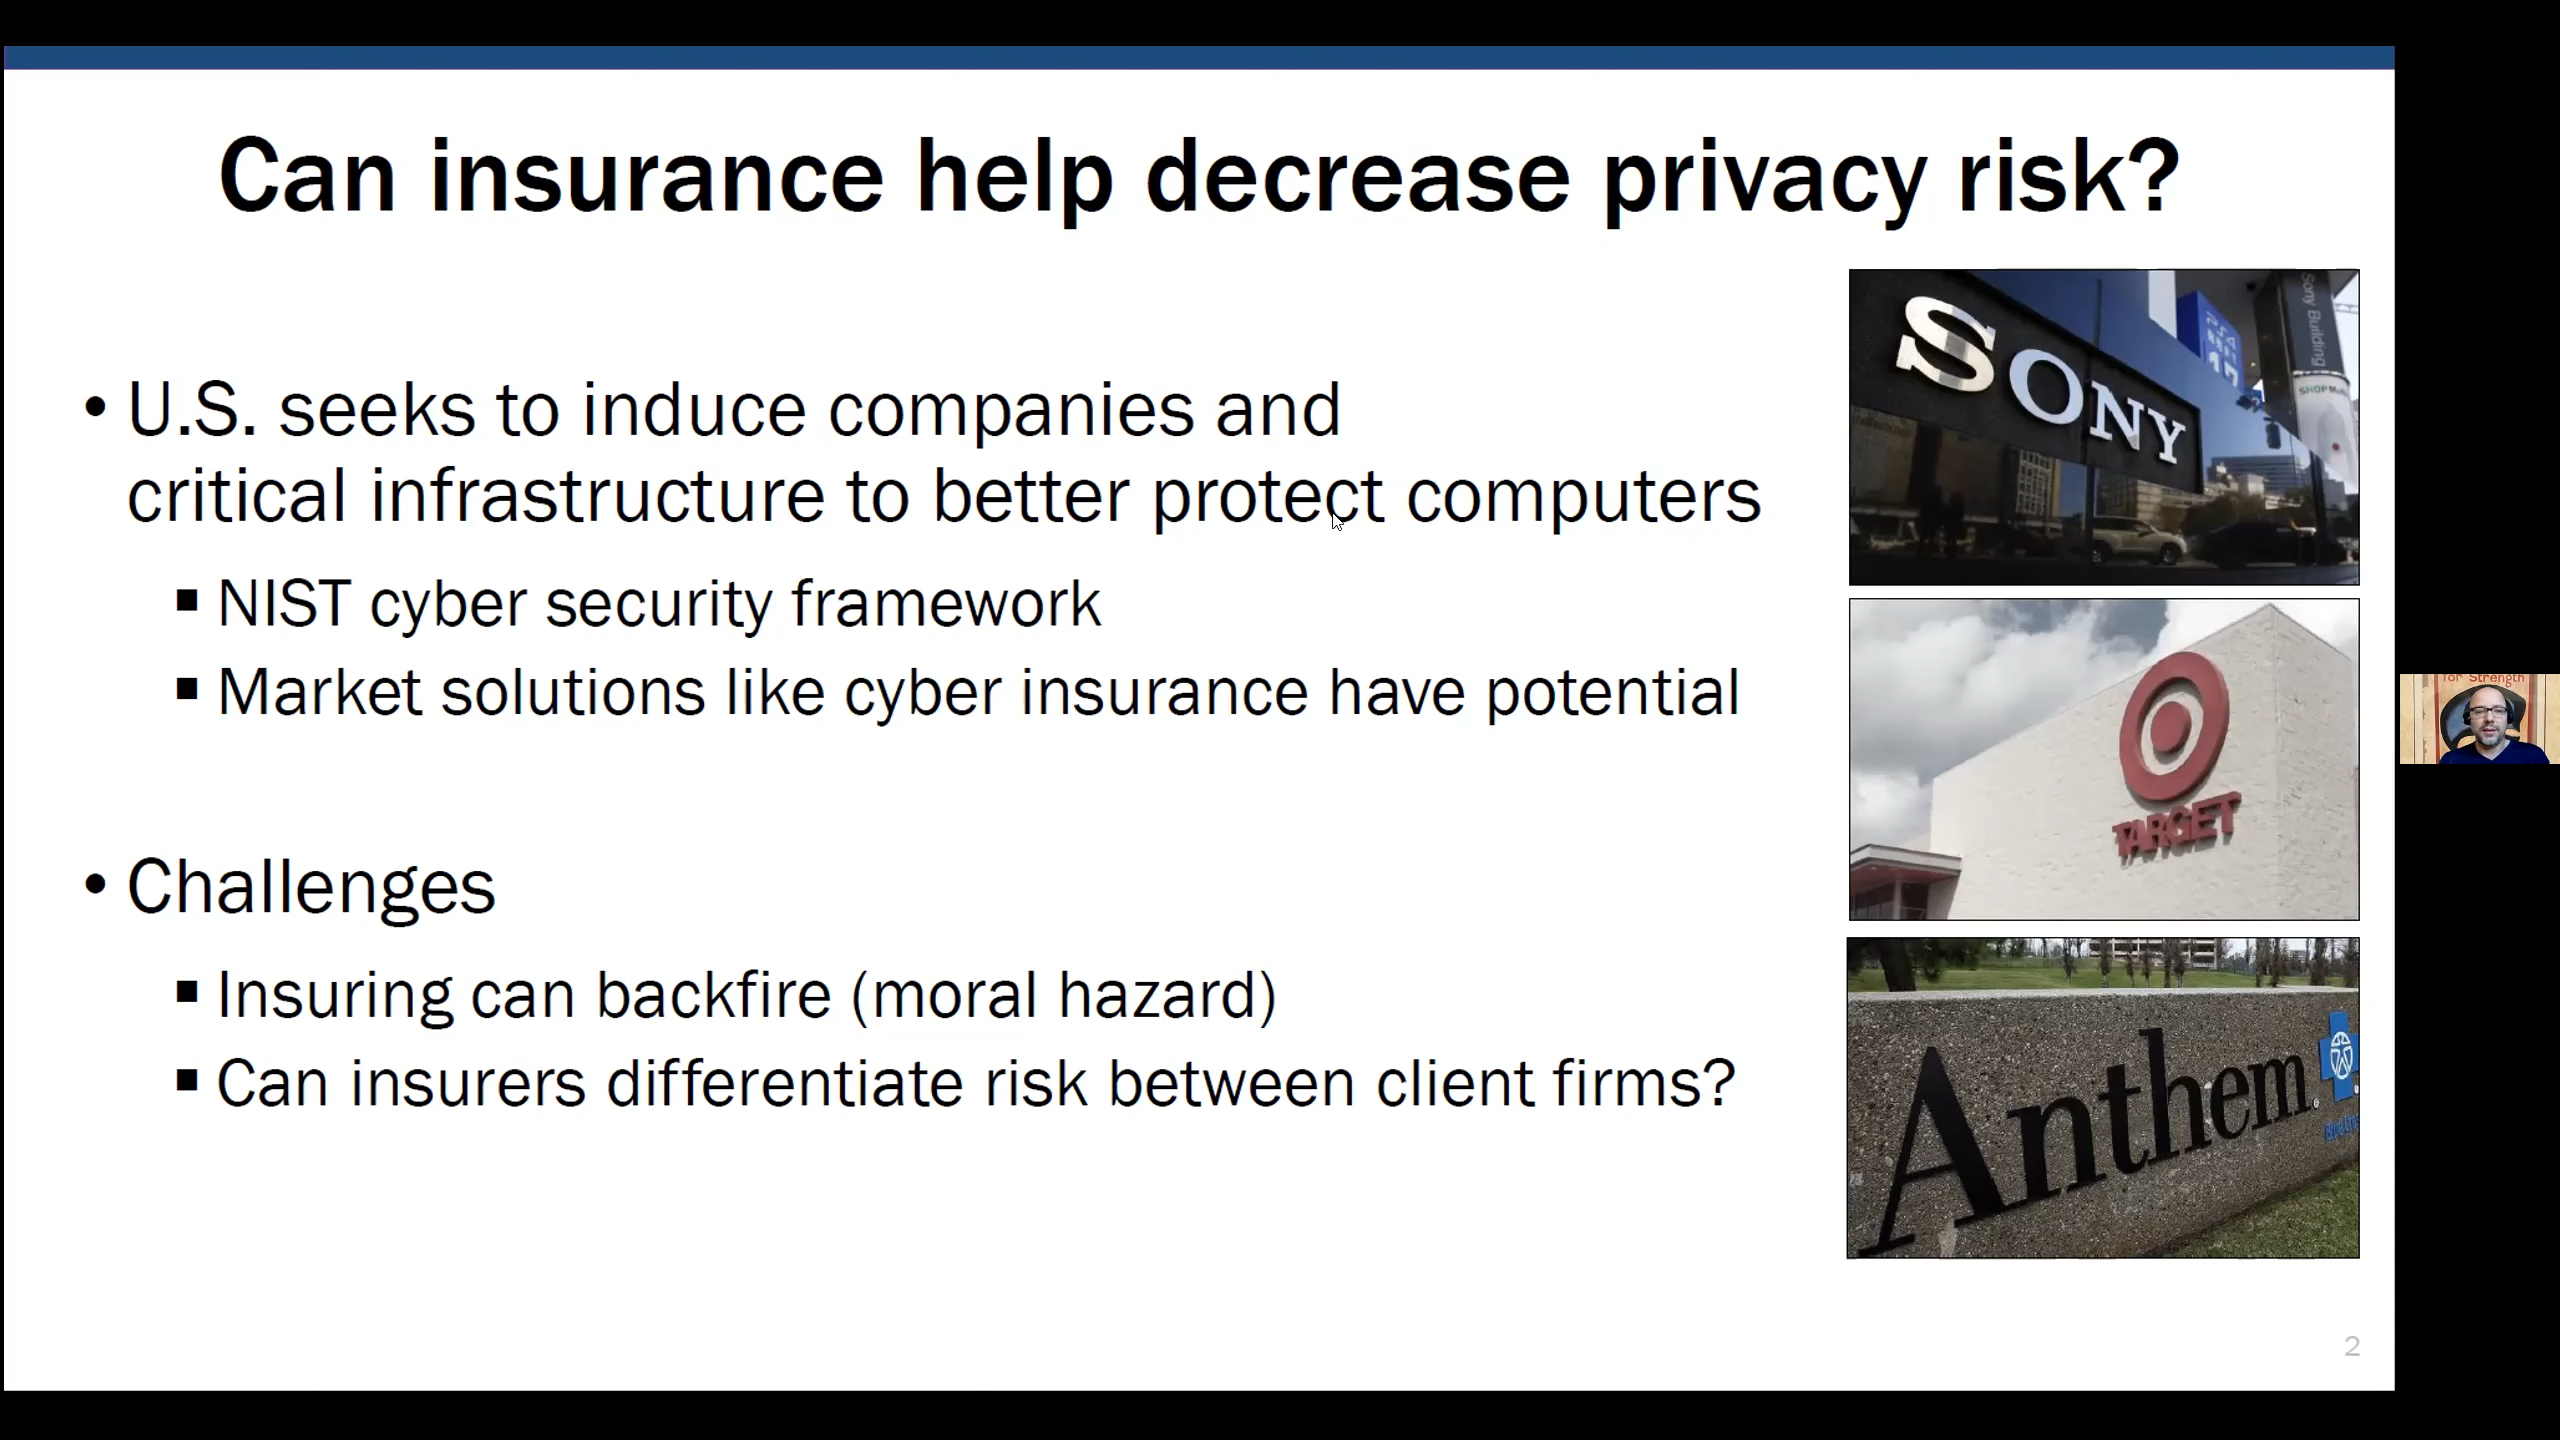 Can insurance help decrease privacy risk?
• U.S. seeks to induce companies and
critical infrastructure to better protect computers
▪ NIST cyber security framework
▪ Market solutions like cyber insurance have potential
• Challenges
▪ Insuring can backfire (moral hazard)
▪ Can insurers differentiate risk between client firms?
SONY
Sony Building
TARGET
Anthem.
for Strength
2